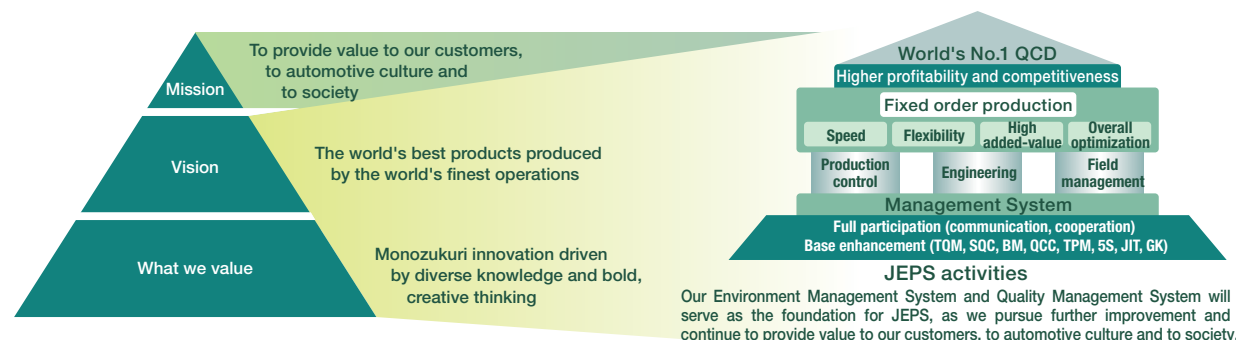 Mission
To provide value to our customers,
to automotive culture and
to society
Vision
The world's best products produced
by the world's finest operations
What we value
Monozukuri innovation driven
by diverse knowledge and bold,
creative thinking
World's No.1 QCD
Higher profitability and competitiveness
Fixed order production
Speed
Flexibility
High
added-value
Overall
optimization
Production
control
Engineering
Field
management
Management System
Full participation (communication, cooperation)
Base enhancement (TQM, SQC, BM, QCC, TPM, 5S, JIT, GK)
JEPS activities
Our Environment Management System and Quality Management System will
serve as the foundation for JEPS, as we pursue further improvement and
continue to provide value to our customers, to automotive culture and to society.